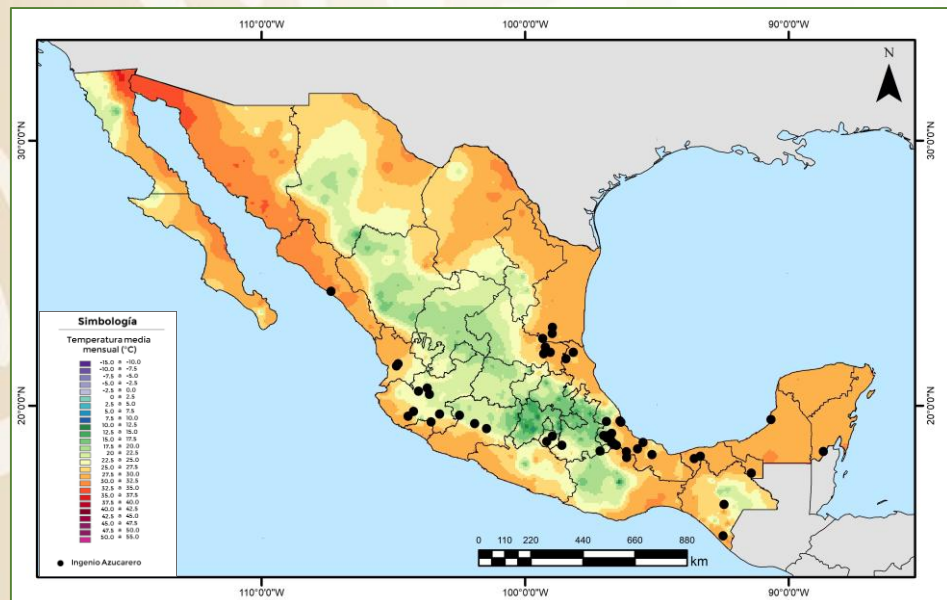 110°0'0"W
100°0'0"W
90°0'0"W
N
30°0'0"N
30°0'0"N
20°0'0"N
20°0'0"N
Simbología
Temperatura media
mensual (°C)
-15.0 a -10.0
-10.0 a -7.5
-7.5 a -5.0
-5.0 a -2.5
-2.5 a 0.0
0 a 2.5
2.5 a 5.0
5.0 a 7.5
7.5 a 10.0
10.0 a 12.5
12.5 a 15.0
15.0 a 17.5
17.5 a 20.0
20 a 22.5
22.5 a 25.0
25.0 a 27.5
27.5 a 30.0
30.0 a 32.5
32.5 a 35.0
35.0 a 37.5
37.5 a 40.0
40.0 a 42.5
42.5 a 45.0
45.0 a 47.5
47.5 a 50.0
50.0 a 55.0
Ingenio Azucarero
0 110 220 440 660 880
km
110°0'0"W
100°0'0"W
90°0'0"W